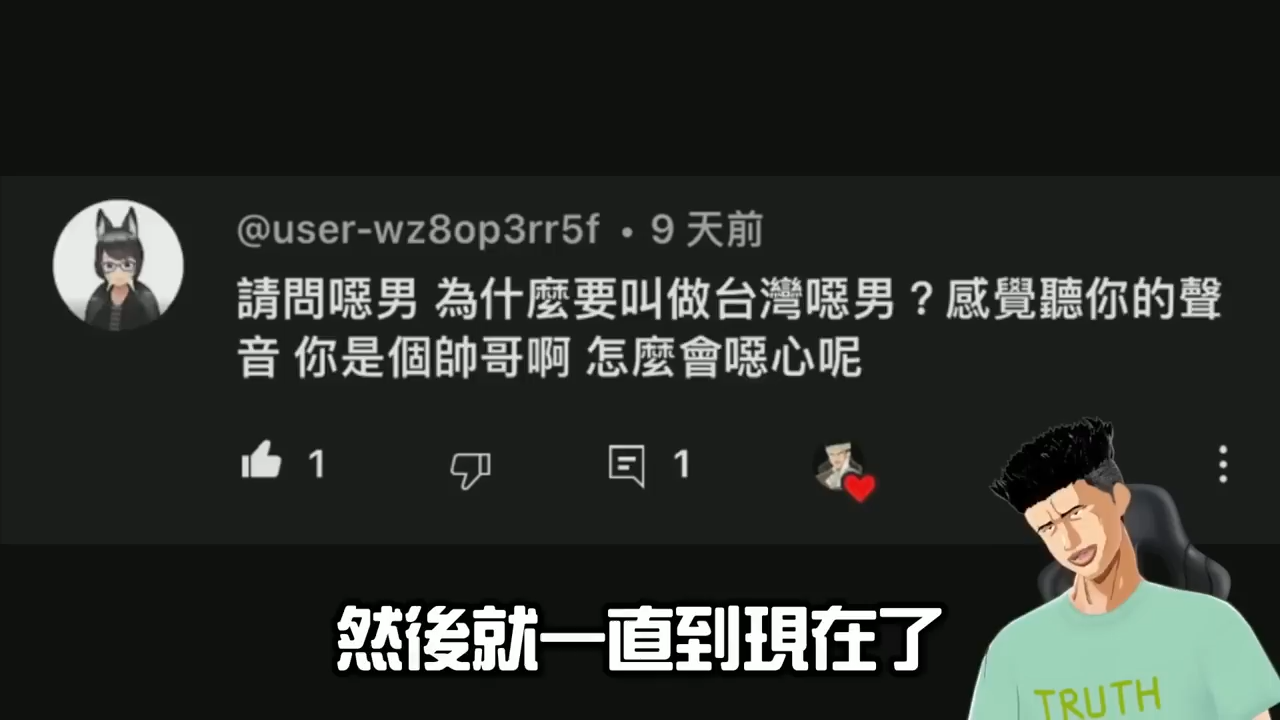 @user-wz8op3rr5f • 9 天前
請問噁男 為什麼要叫做台灣噁男？感覺聽你的聲
音 你是個帥哥啊 怎麼會噁心呢
1 1
然後就一直到現在了
TRUTH